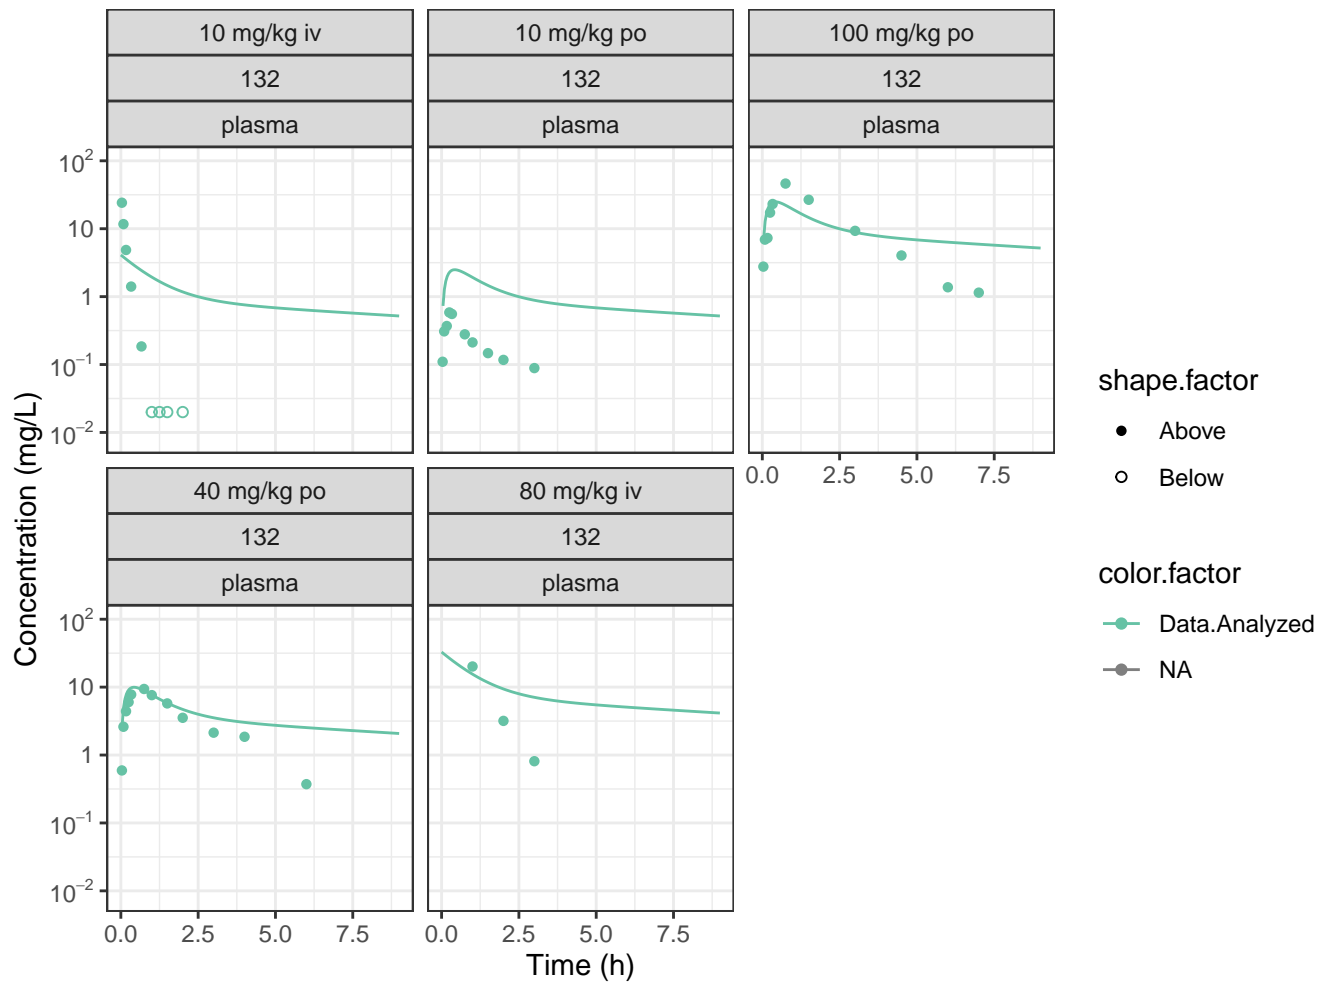 10 mg/kg iv
132
plasma
10 mg/kg po
132
plasma
100 mg/kg po
132
plasma
10²
10
1
10⁻¹
10⁻²
0.0 2.5 5.0 7.5
40 mg/kg po
132
plasma
80 mg/kg iv
132
plasma
10²
10
1
10⁻¹
10⁻²
0.0 2.5 5.0 7.5
0.0 2.5 5.0 7.5
Time (h)
Concentration (mg/L)
shape.factor
Above
Below
color.factor
Data.Analyzed
NA